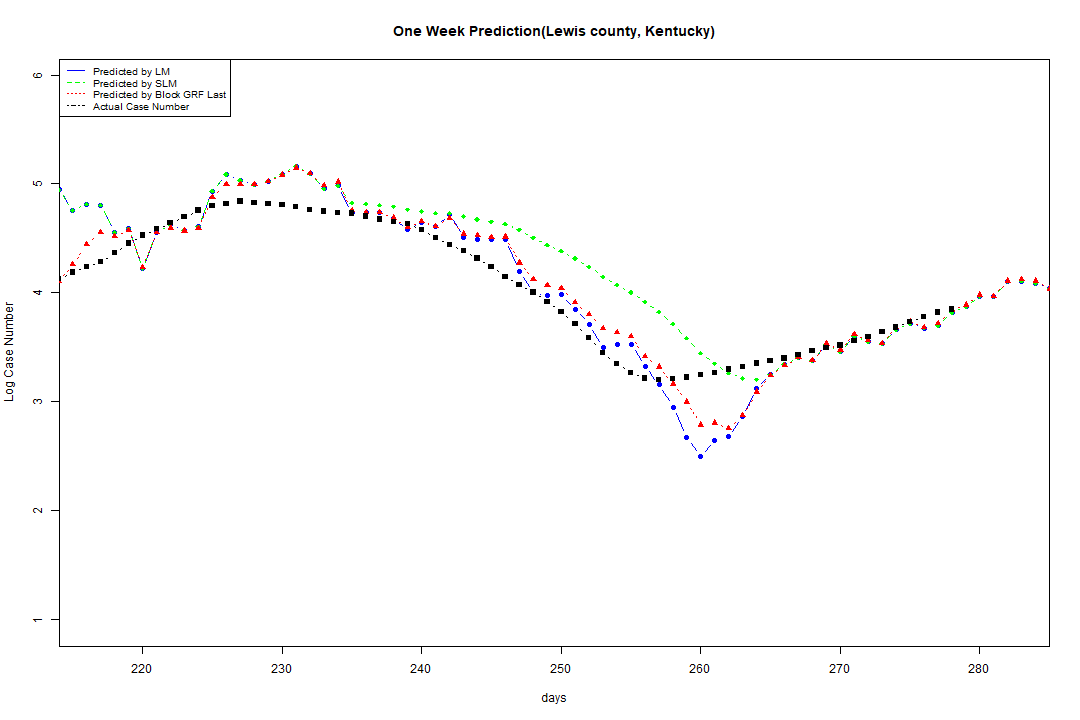 One Week Prediction(Lewis county, Kentucky)
Predicted by LM
Predicted by SLM
Predicted by Block GRF Last
Actual Case Number
6
5
4
3
2
1
Log Case Number
220 230 240 250 260 270 280
days